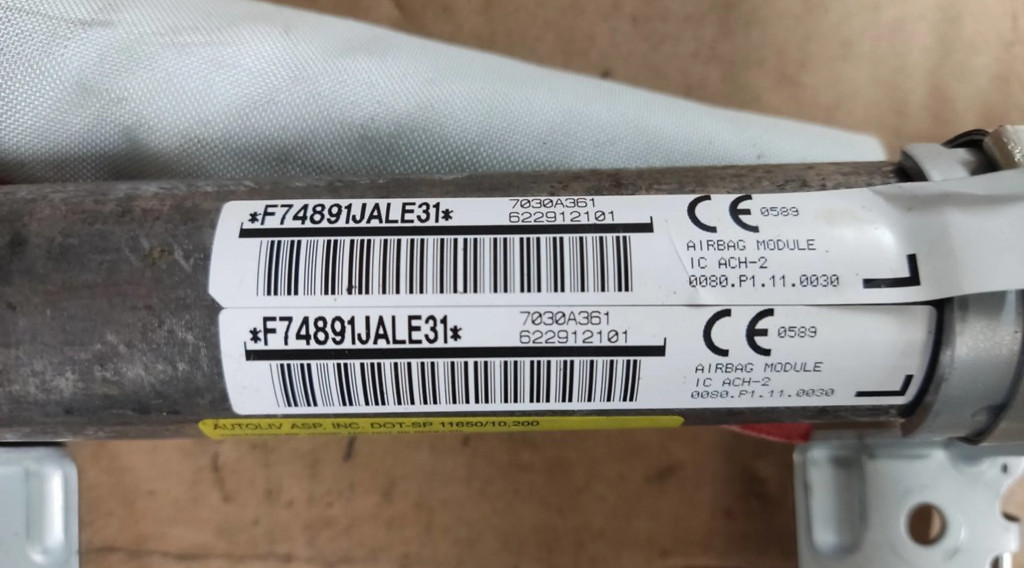 *F74891JALE31*
7030A361
622912101
CE 0589
AIRBAG MODULE
IC ACH-2
0080.P1.11.0030
*F74891JALE31*
7030A361
622912101
CE 0589
AIRBAG MODULE
IC ACH-2
0080.P1.11.0030
AUTOLIV ASP, INC. DOT-SP 11650/10,200